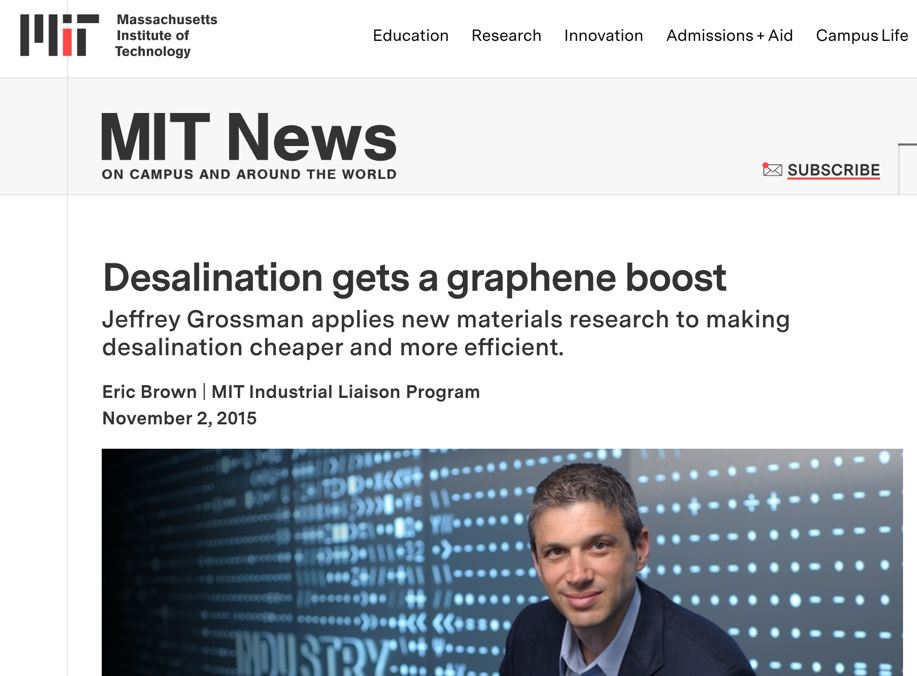 Massachusetts
Institute of
Technology
Education Research Innovation Admissions + Aid Campus Life
MIT News
ON CAMPUS AND AROUND THE WORLD
SUBSCRIBE
Desalination gets a graphene boost
Jeffrey Grossman applies new materials research to making
desalination cheaper and more efficient.
Eric Brown | MIT Industrial Liaison Program
November 2, 2015
INDUSTRY